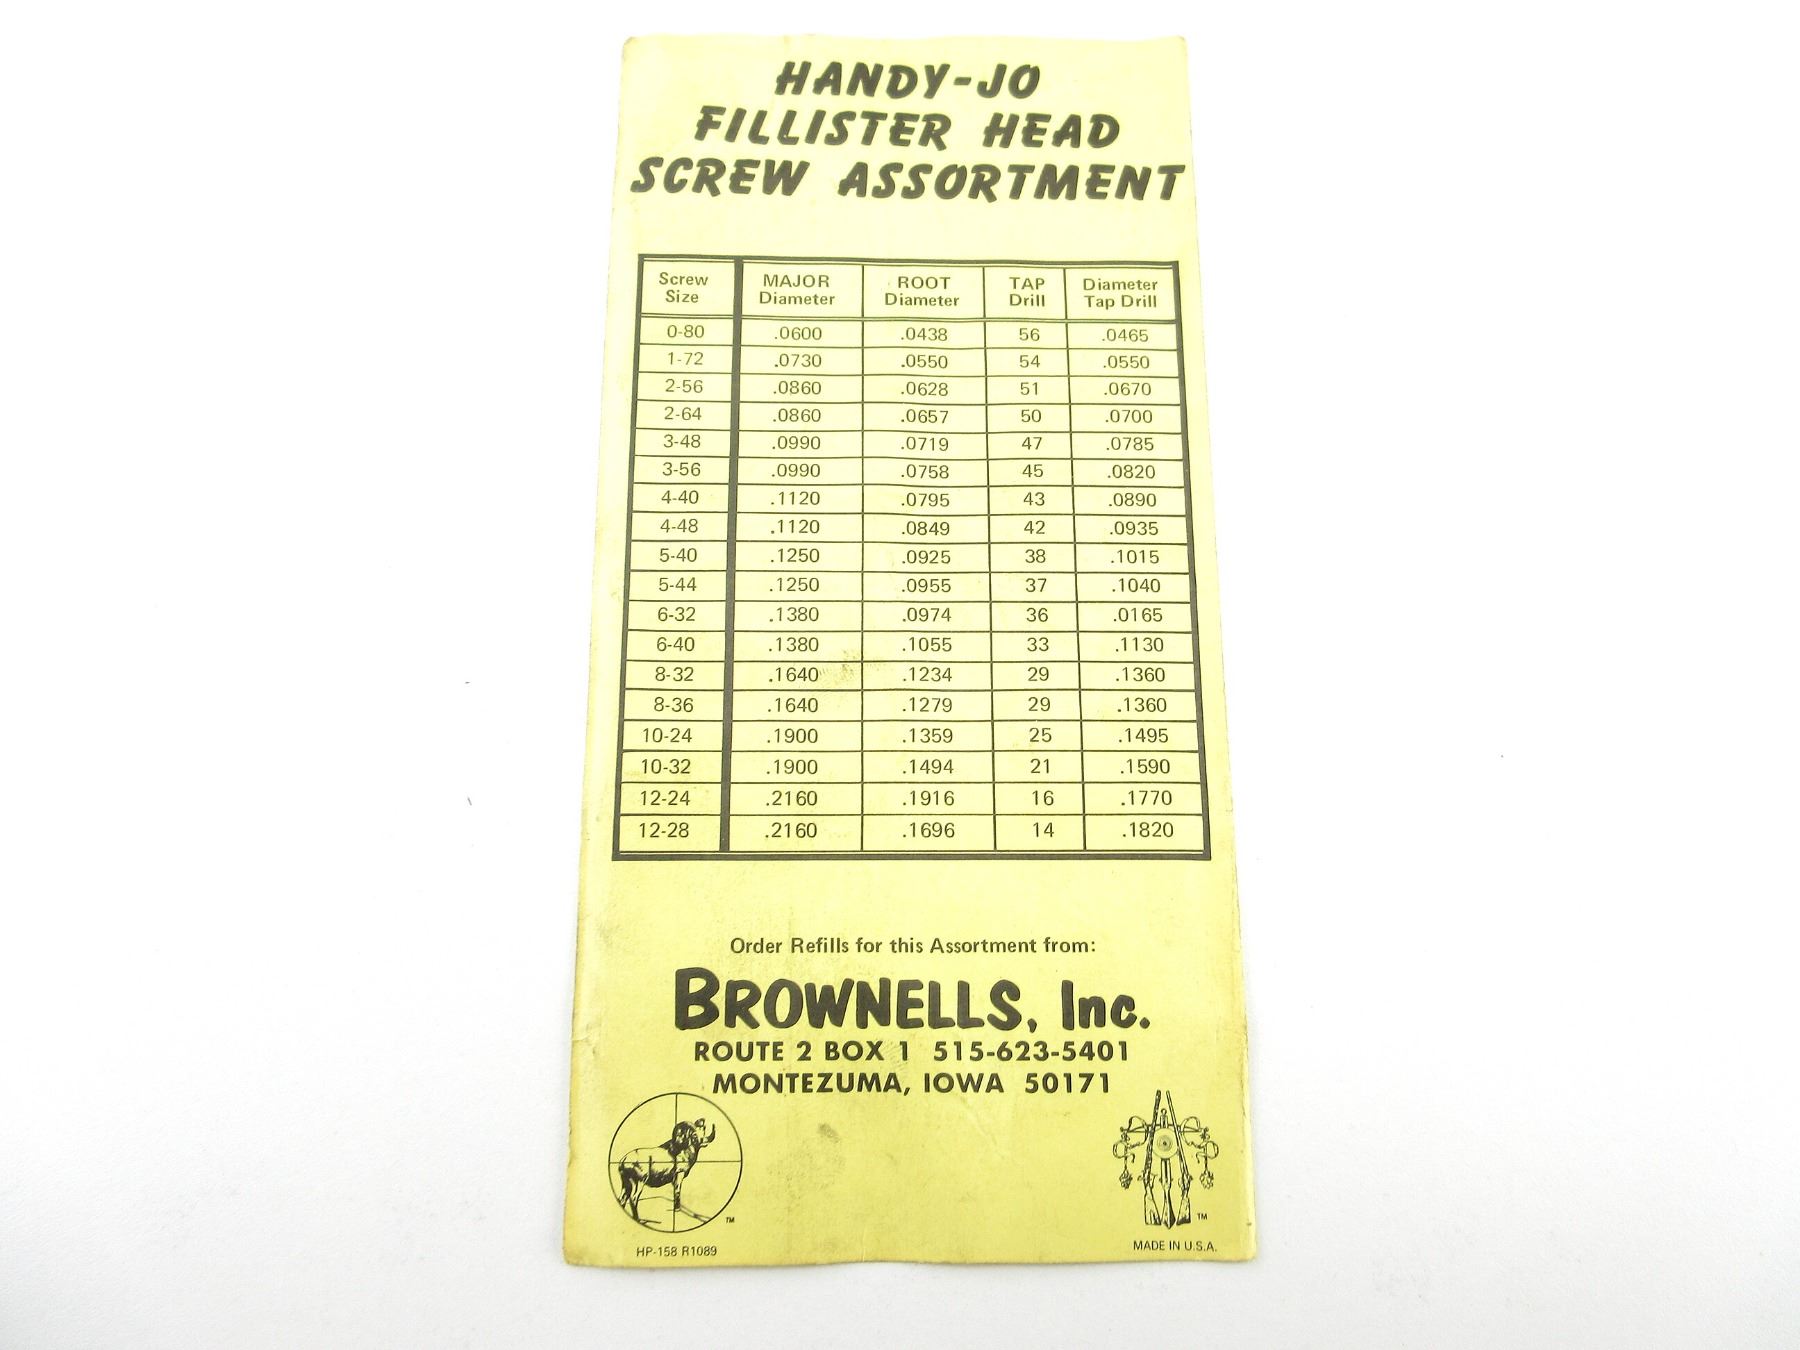 HANDY-JO
FILLISTER HEAD
SCREW ASSORTMENT
Screw Size MAJOR Diameter ROOT Diameter TAP Drill Diameter Tap Drill
0-80 .0600 .0438 56 .0465
1-72 .0730 .0550 54 .0550
2-56 .0860 .0628 51 .0670
2-64 .0860 .0657 50 .0700
3-48 .0990 .0719 47 .0785
3-56 .0990 .0758 45 .0820
4-40 .1120 .0795 43 .0890
4-48 .1120 .0849 42 .0935
5-40 .1250 .0925 38 .1015
5-44 .1250 .0955 37 .1040
6-32 .1380 .0974 36 .0165
6-40 .1380 .1055 33 .1130
8-32 .1640 .1234 29 .1360
8-36 .1640 .1279 29 .1360
10-24 .1900 .1359 25 .1495
10-32 .1900 .1494 21 .1590
12-24 .2160 .1916 16 .1770
12-28 .2160 .1696 14 .1820
Order Refills for this Assortment from:
BROWNELLS, Inc.
ROUTE 2 BOX 1 515-623-5401
MONTEZUMA, IOWA 50171
TM TM
HP-158 R1089 MADE IN U.S.A.